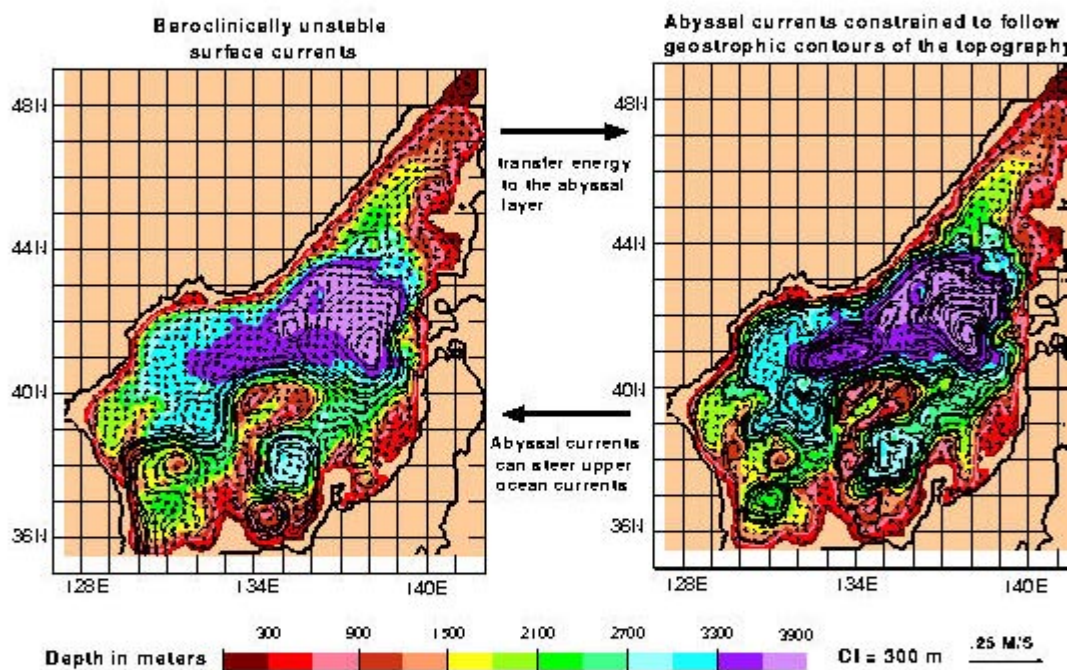 Baroclinically unstable
surface currents
Abyssal currents constrained to follow
geostrophic contours of the topography
48N
44N
40N
36N
128E 134E 140E
transfer energy
to the abyssal
layer
Abyssal currents
can steer upper
ocean currents
48N
44N
40N
36N
128E 134E 140E
300 900 1500 2100 2700 3300 3900
Depth in meters CI = 300 m .25 M/S